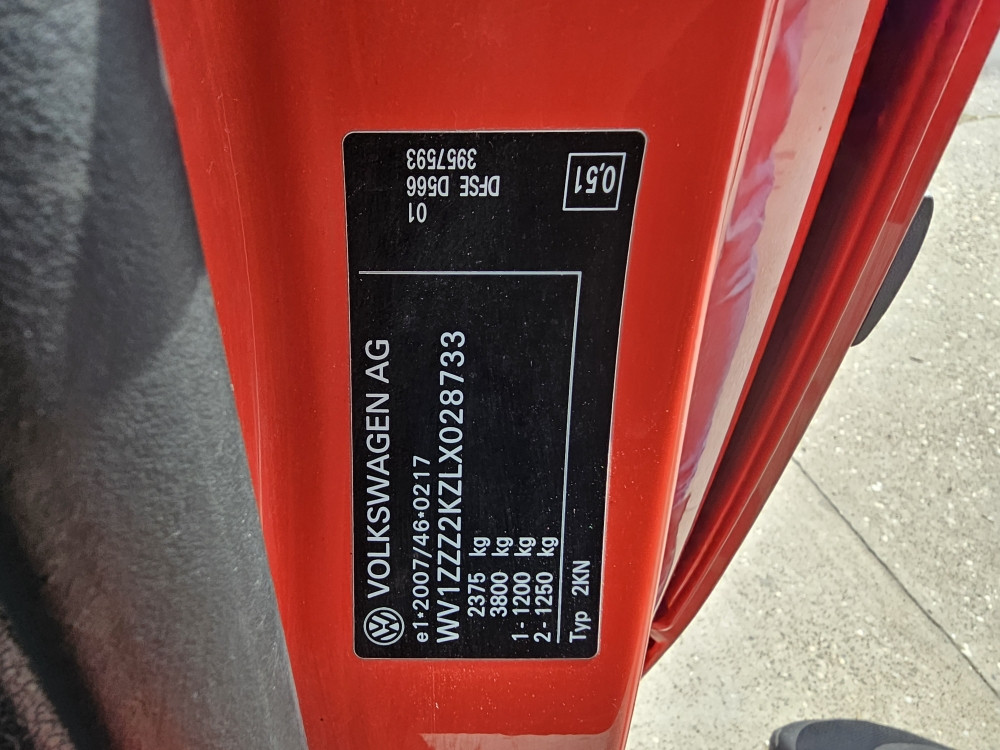 VOLKSWAGEN AG
e1*2007/46*0217
WV1ZZZ2KZLX028733
2375 kg
3800 kg
1 - 1200 kg
2 - 1250 kg
Typ 2KN
01
DFSE D566
3957593
0,51